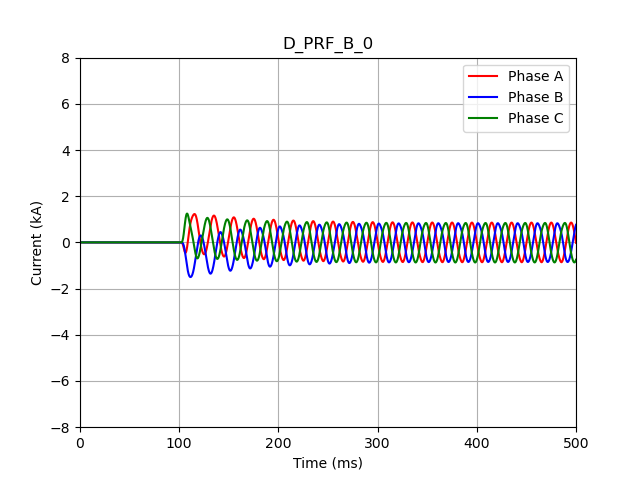 D_PRF_B_0
8
6
4
2
0
−2
−4
−6
−8
Current (kA)
Phase A
Phase B
Phase C
0 100 200 300 400 500
Time (ms)